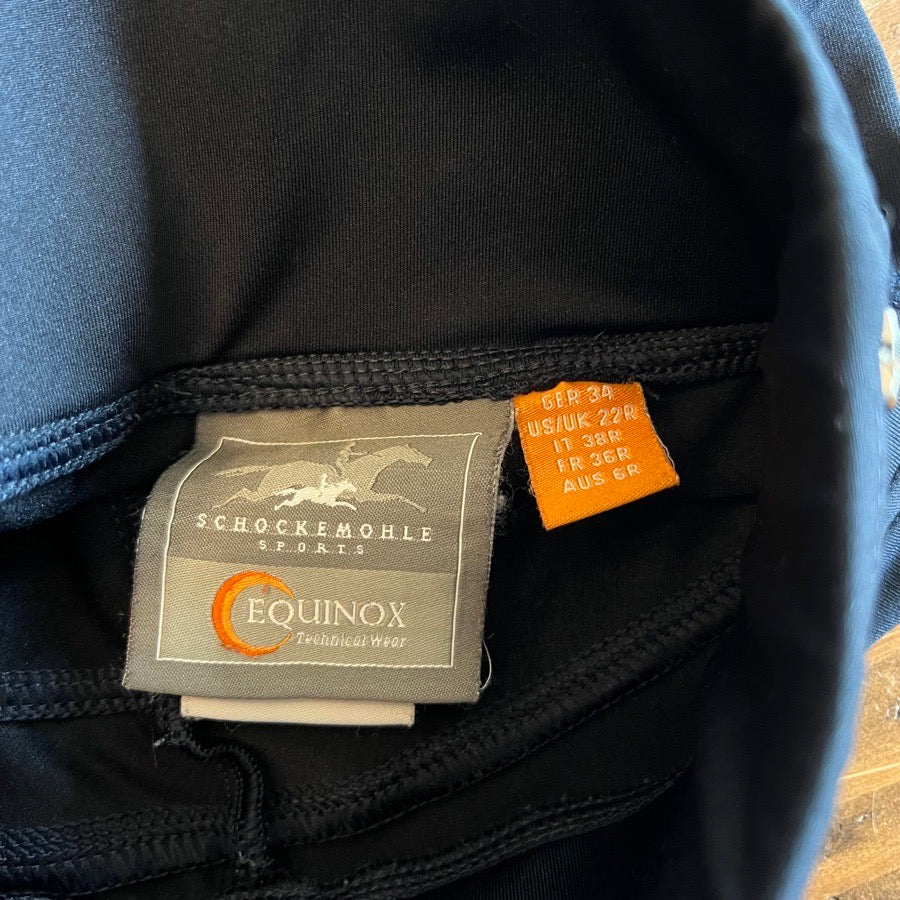 SCHOCKEMOHLE
SPORTS
EQUINOX
Technical Wear
GER 34
US/UK 22R
IT 38R
FR 36R
AUS 6R